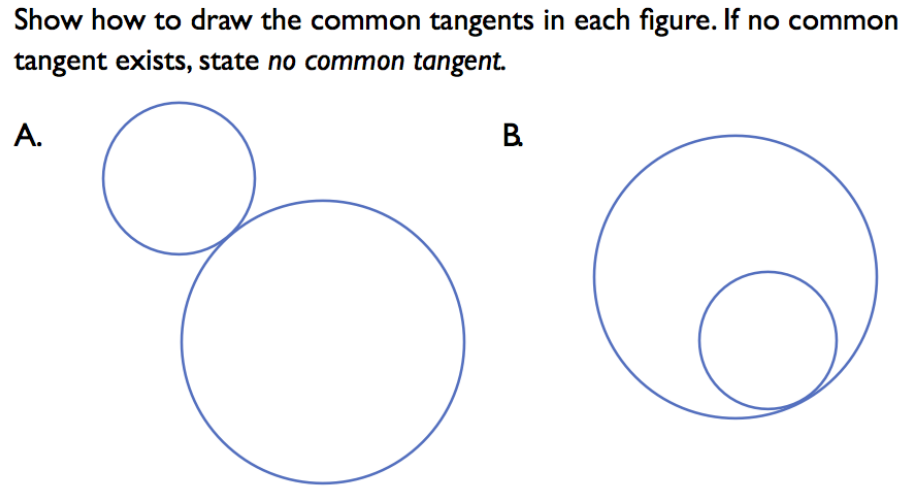 Show how to draw the common tangents in each figure. If no common
tangent exists, state no common tangent.
A.
B.